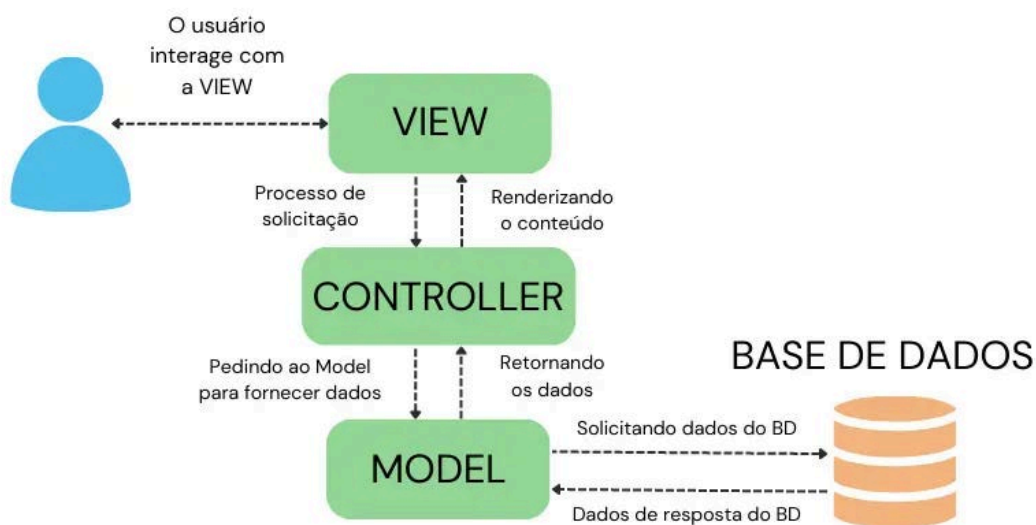 O usuário
interage com
a VIEW
VIEW
Processo de
solicitação
Renderizando
o conteúdo
CONTROLLER
Pedindo ao Model
para fornecer dados
Retornando
os dados
BASE DE DADOS
MODEL
Solicitando dados do BD
Dados de resposta do BD